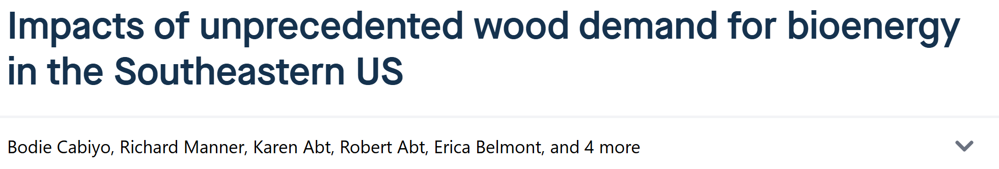 Impacts of unprecedented wood demand for bioenergy
in the Southeastern US
Bodie Cabiyo, Richard Manner, Karen Abt, Robert Abt, Erica Belmont, and 4 more